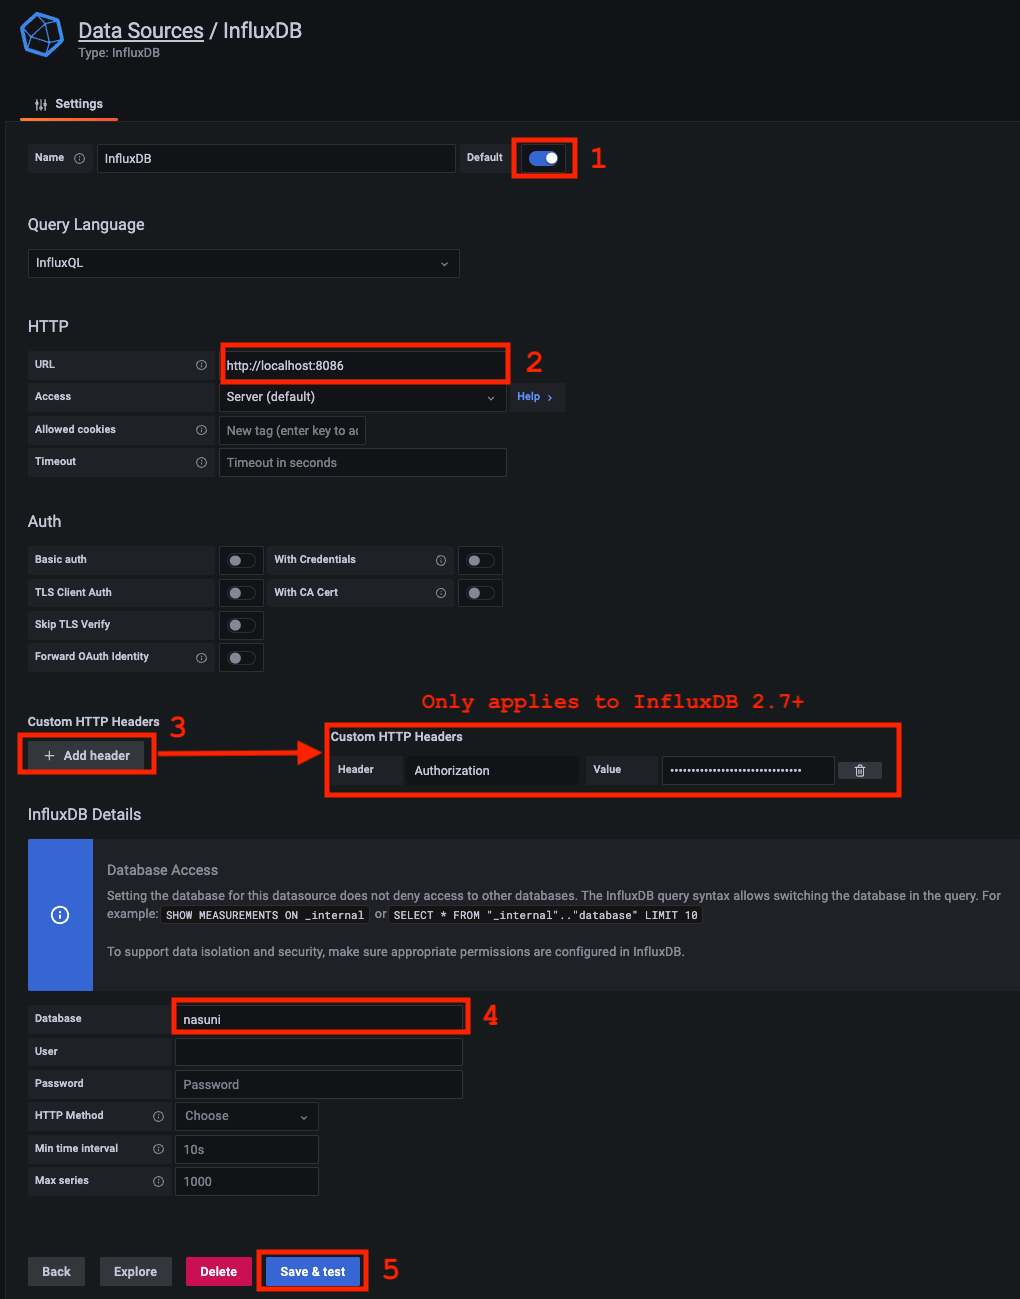 Data Sources / InfluxDB
Type: InfluxDB
Settings
Name InfluxDB Default 1
Query Language
InfluxQL
HTTP
URL http://localhost:8086 2
Access Server (default) Help >
Allowed cookies New tag (enter key to ac
Timeout Timeout in seconds
Auth
Basic auth With Credentials
TLS Client Auth With CA Cert
Skip TLS Verify
Forward OAuth Identity
Only applies to InfluxDB 2.7+
Custom HTTP Headers 3
+ Add header
Custom HTTP Headers
Header Authorization Value ••••••••••••••••••••••••••••••
InfluxDB Details
Database Access
Setting the database for this datasource does not deny access to other databases. The InfluxDB query syntax allows switching the database in the query. For
example: SHOW MEASUREMENTS ON _internal or SELECT * FROM "_internal".."database" LIMIT 10
To support data isolation and security, make sure appropriate permissions are configured in InfluxDB.
Database nasuni 4
User
Password Password
HTTP Method Choose
Min time interval 10s
Max series 1000
Back Explore Delete Save & test 5